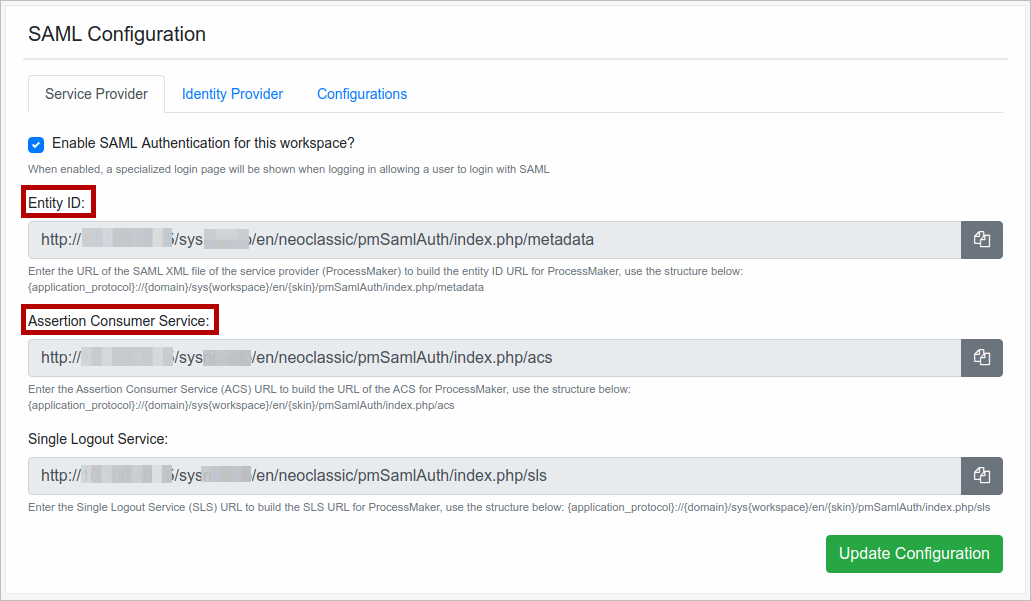 SAML Configuration
Service Provider Identity Provider Configurations
Enable SAML Authentication for this workspace?
When enabled, a specialized login page will be shown when logging in allowing a user to login with SAML
Entity ID:
http:// /sys /en/neoclassic/pmSamlAuth/index.php/metadata
Enter the URL of the SAML XML file of the service provider (ProcessMaker) to build the entity ID URL for ProcessMaker, use the structure below:
{application_protocol}://{domain}/sys{workspace}/en/{skin}/pmSamlAuth/index.php/metadata
Assertion Consumer Service:
http:// /sys /en/neoclassic/pmSamlAuth/index.php/acs
Enter the Assertion Consumer Service (ACS) URL to build the URL of the ACS for ProcessMaker, use the structure below:
{application_protocol}://{domain}/sys{workspace}/en/{skin}/pmSamlAuth/index.php/acs
Single Logout Service:
http:// /sys /en/neoclassic/pmSamlAuth/index.php/sls
Enter the Single Logout Service (SLS) URL to build the SLS URL for ProcessMaker, use the structure below: {application_protocol}://{domain}/sys{workspace}/en/{skin}/pmSamlAuth/index.php/sls
Update Configuration